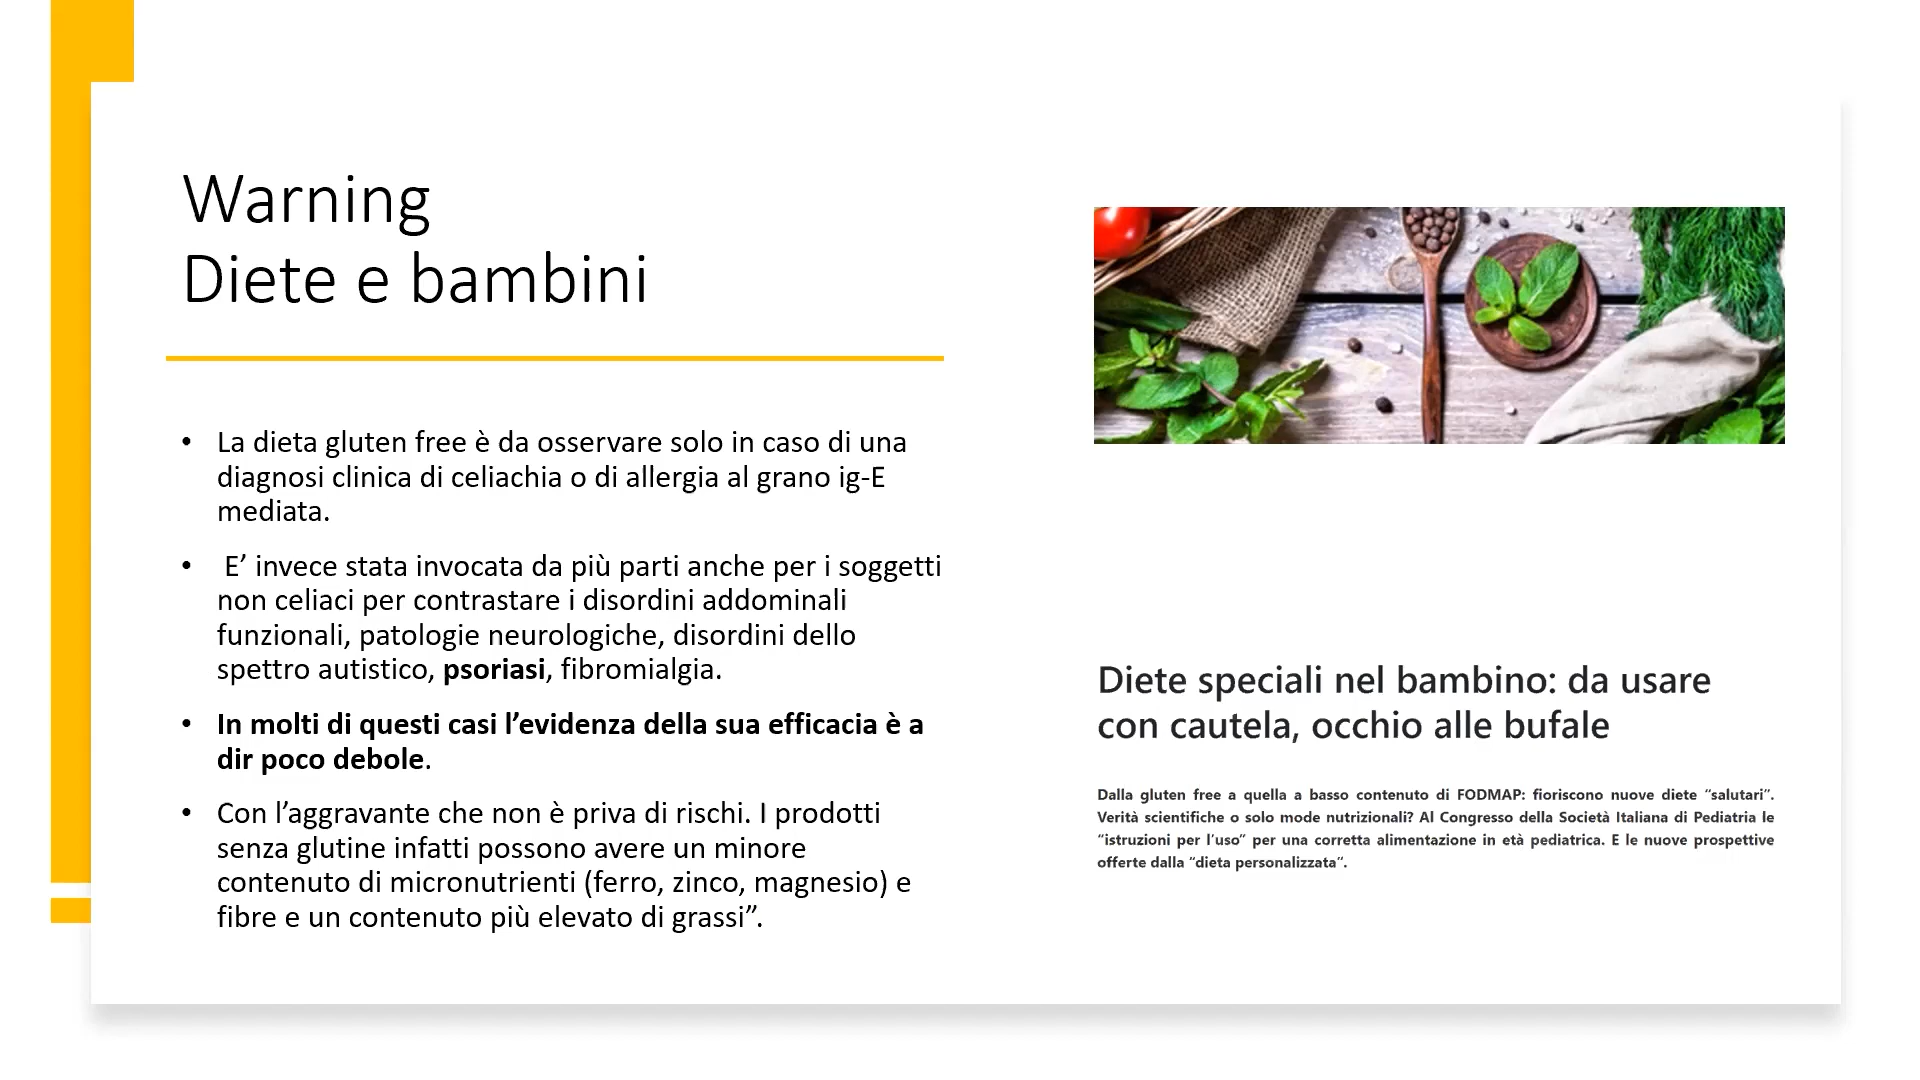 Warning
Diete e bambini
• La dieta gluten free è da osservare solo in caso di una
diagnosi clinica di celiachia o di allergia al grano ig-E
mediata.
• E’ invece stata invocata da più parti anche per i soggetti
non celiaci per contrastare i disordini addominali
funzionali, patologie neurologiche, disordini dello
spettro autistico, psoriasi, fibromialgia.
• In molti di questi casi l’evidenza della sua efficacia è a
dir poco debole.
• Con l’aggravante che non è priva di rischi. I prodotti
senza glutine infatti possono avere un minore
contenuto di micronutrienti (ferro, zinco, magnesio) e
fibre e un contenuto più elevato di grassi”.
Diete speciali nel bambino: da usare
con cautela, occhio alle bufale
Dalla gluten free a quella a basso contenuto di FODMAP: fioriscono nuove diete “salutari”.
Verità scientifiche o solo mode nutrizionali? Al Congresso della Società Italiana di Pediatria le
“istruzioni per l’uso” per una corretta alimentazione in età pediatrica. E le nuove prospettive
offerte dalla “dieta personalizzata”.